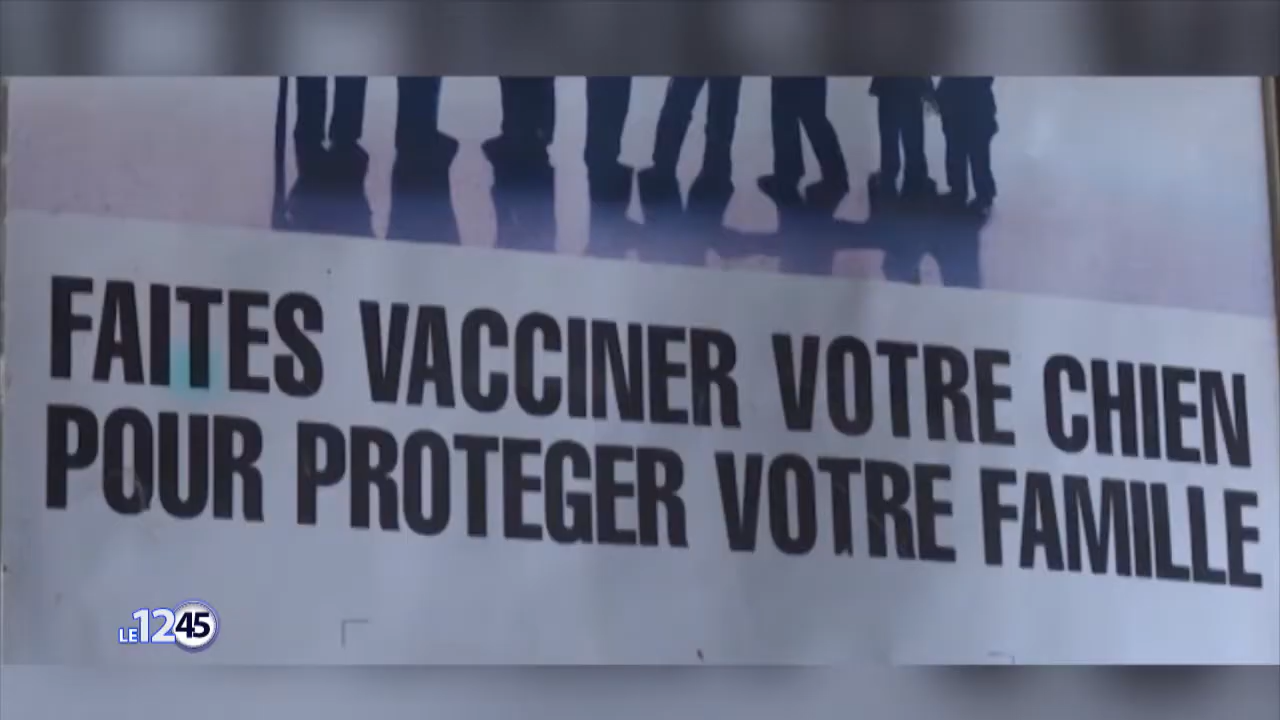 FAITES VACCINER VOTRE CHIEN
POUR PROTEGER VOTRE FAMILLE
LE 12 45